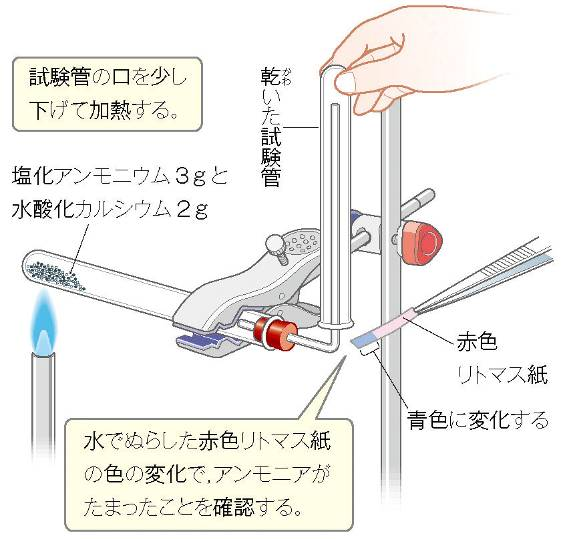 試験管の口を少し
下げて加熱する。
乾いた試験管
かわ
塩化アンモニウム3gと
水酸化カルシウム2g
赤色
リトマス紙
青色に変化する
水でぬらした赤色リトマス紙
の色の変化で,アンモニアが
たまったことを確認する。